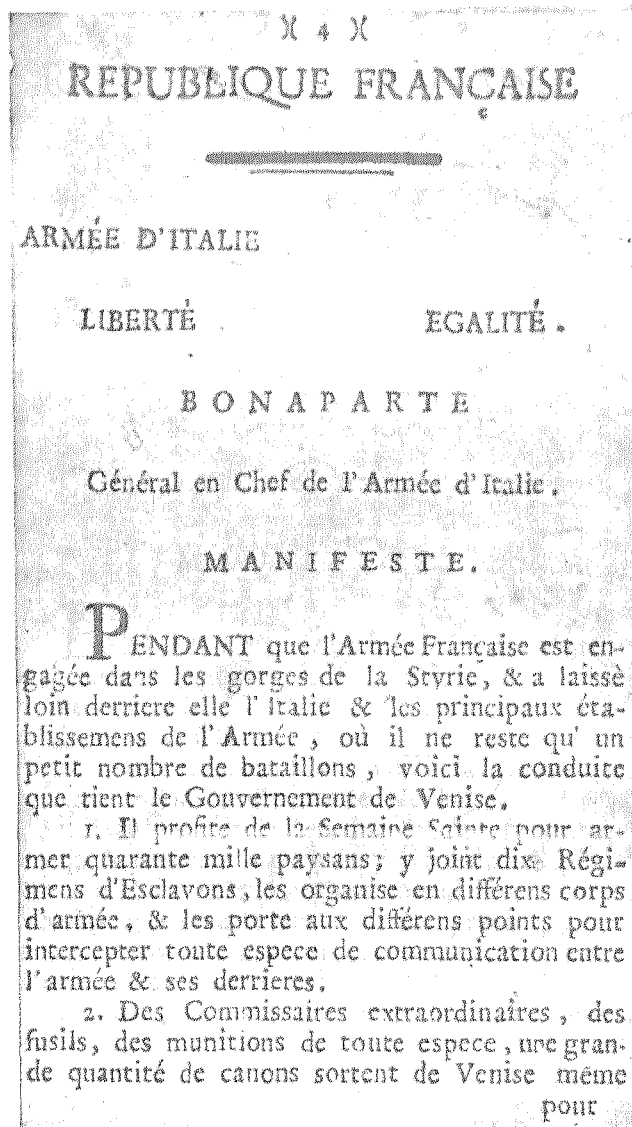 )( 4 )(
REPUBLIQUE FRANÇAISE
ARMÉE D'ITALIE
LIBERTÉ EGALITÉ.
BONAPARTE
Général en Chef de l'Armée d'Italie.
MANIFESTE.
PENDANT que l'Armée Française est en-
gagée dans les gorges de la Styrie, & a laissè
loin derriere elle l'Italie & les principaux éta-
blissemens de l'Armée, où il ne reste qu' un
petit nombre de bataillons, voici la conduite
que tient le Gouvernement de Venise.
1. Il profite de la Semaine Sainte pour ar-
mer quarante mille paysans; y joint dix Régi-
mens d'Esclavons, les organise en différens corps
d'armée, & les porte aux différens points pour
intercepter toute espece de communication entre
l'armée & ses derrieres.
2. Des Commissaires extraordinaires, des
fusils, des munitions de toute espece, une gran-
de quantité de canons sortent de Venise même
pour